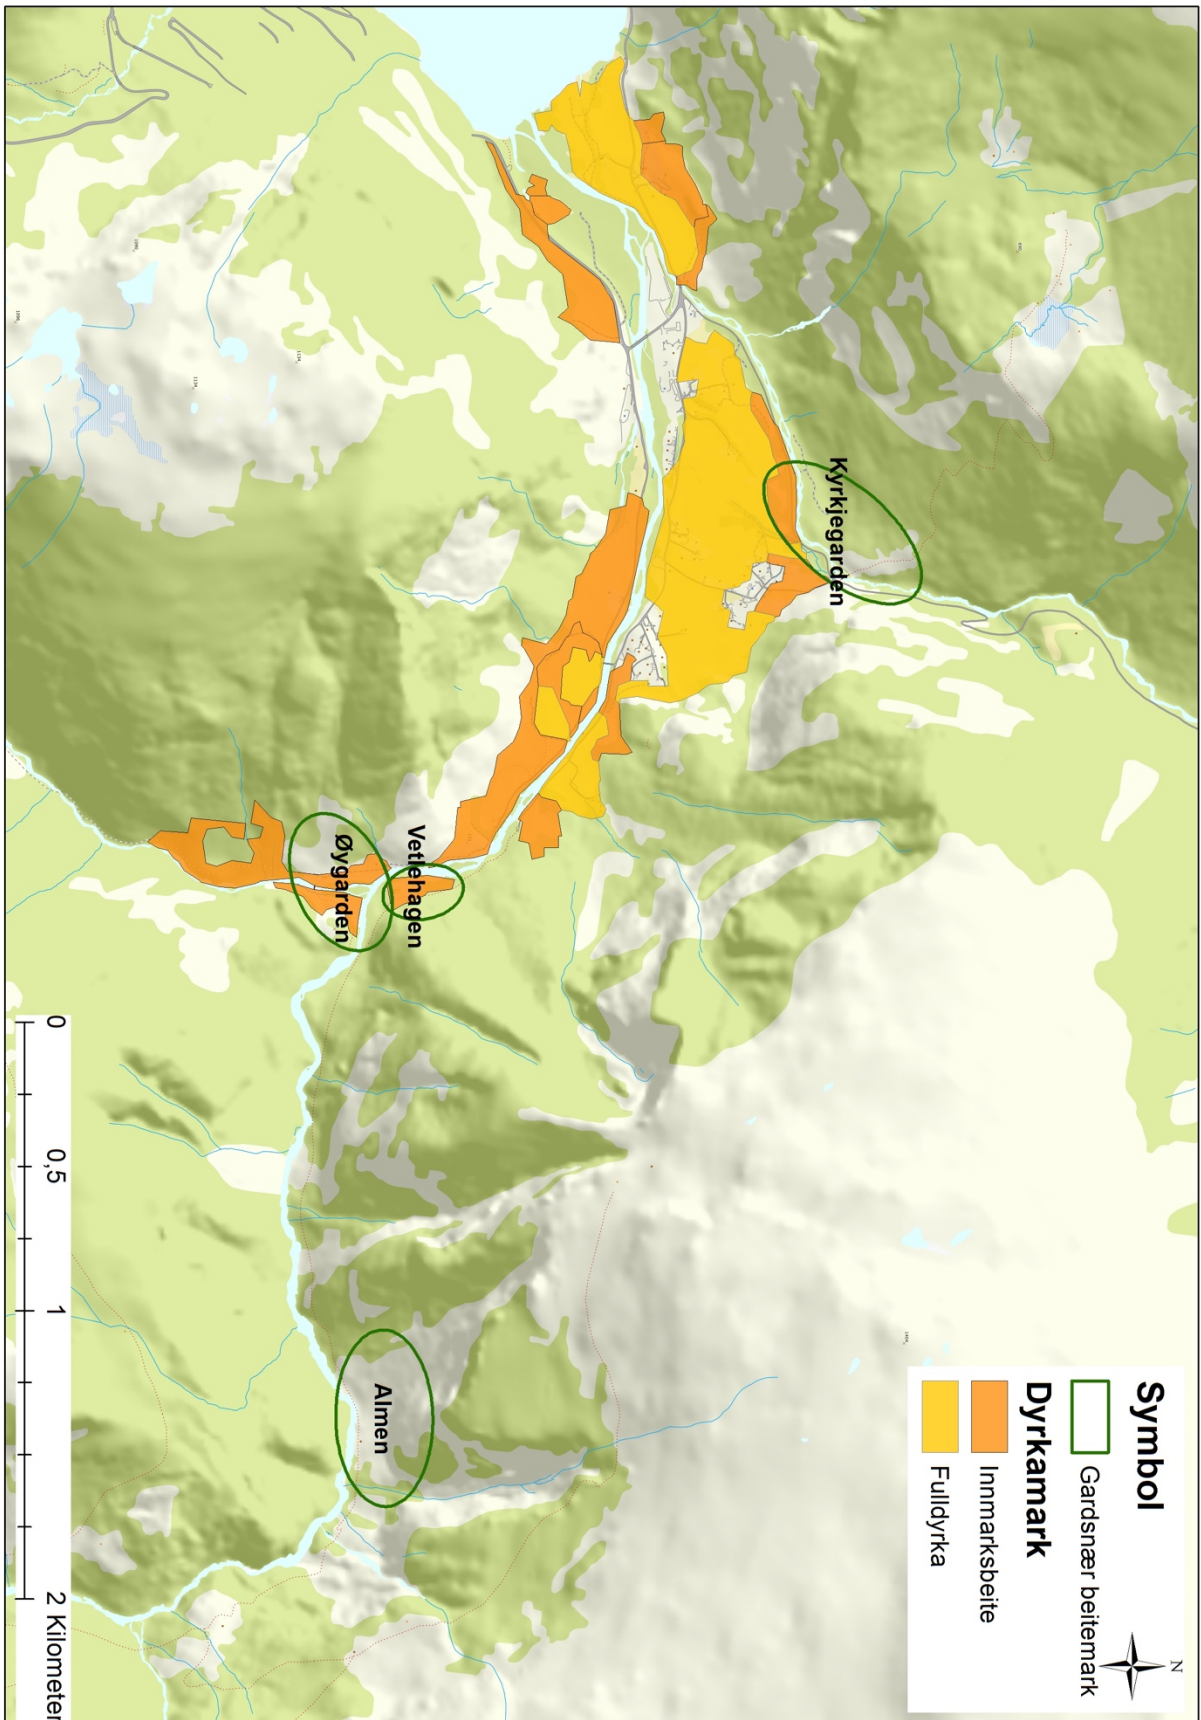 Symbol
Gardsnær beitemark
Dyrkamark
Innmarksbeite
Fulldyrka
N
Kyrkjegarden
Vetlehagen
Øygarden
Almen
0 0,5 1 2 Kilometer